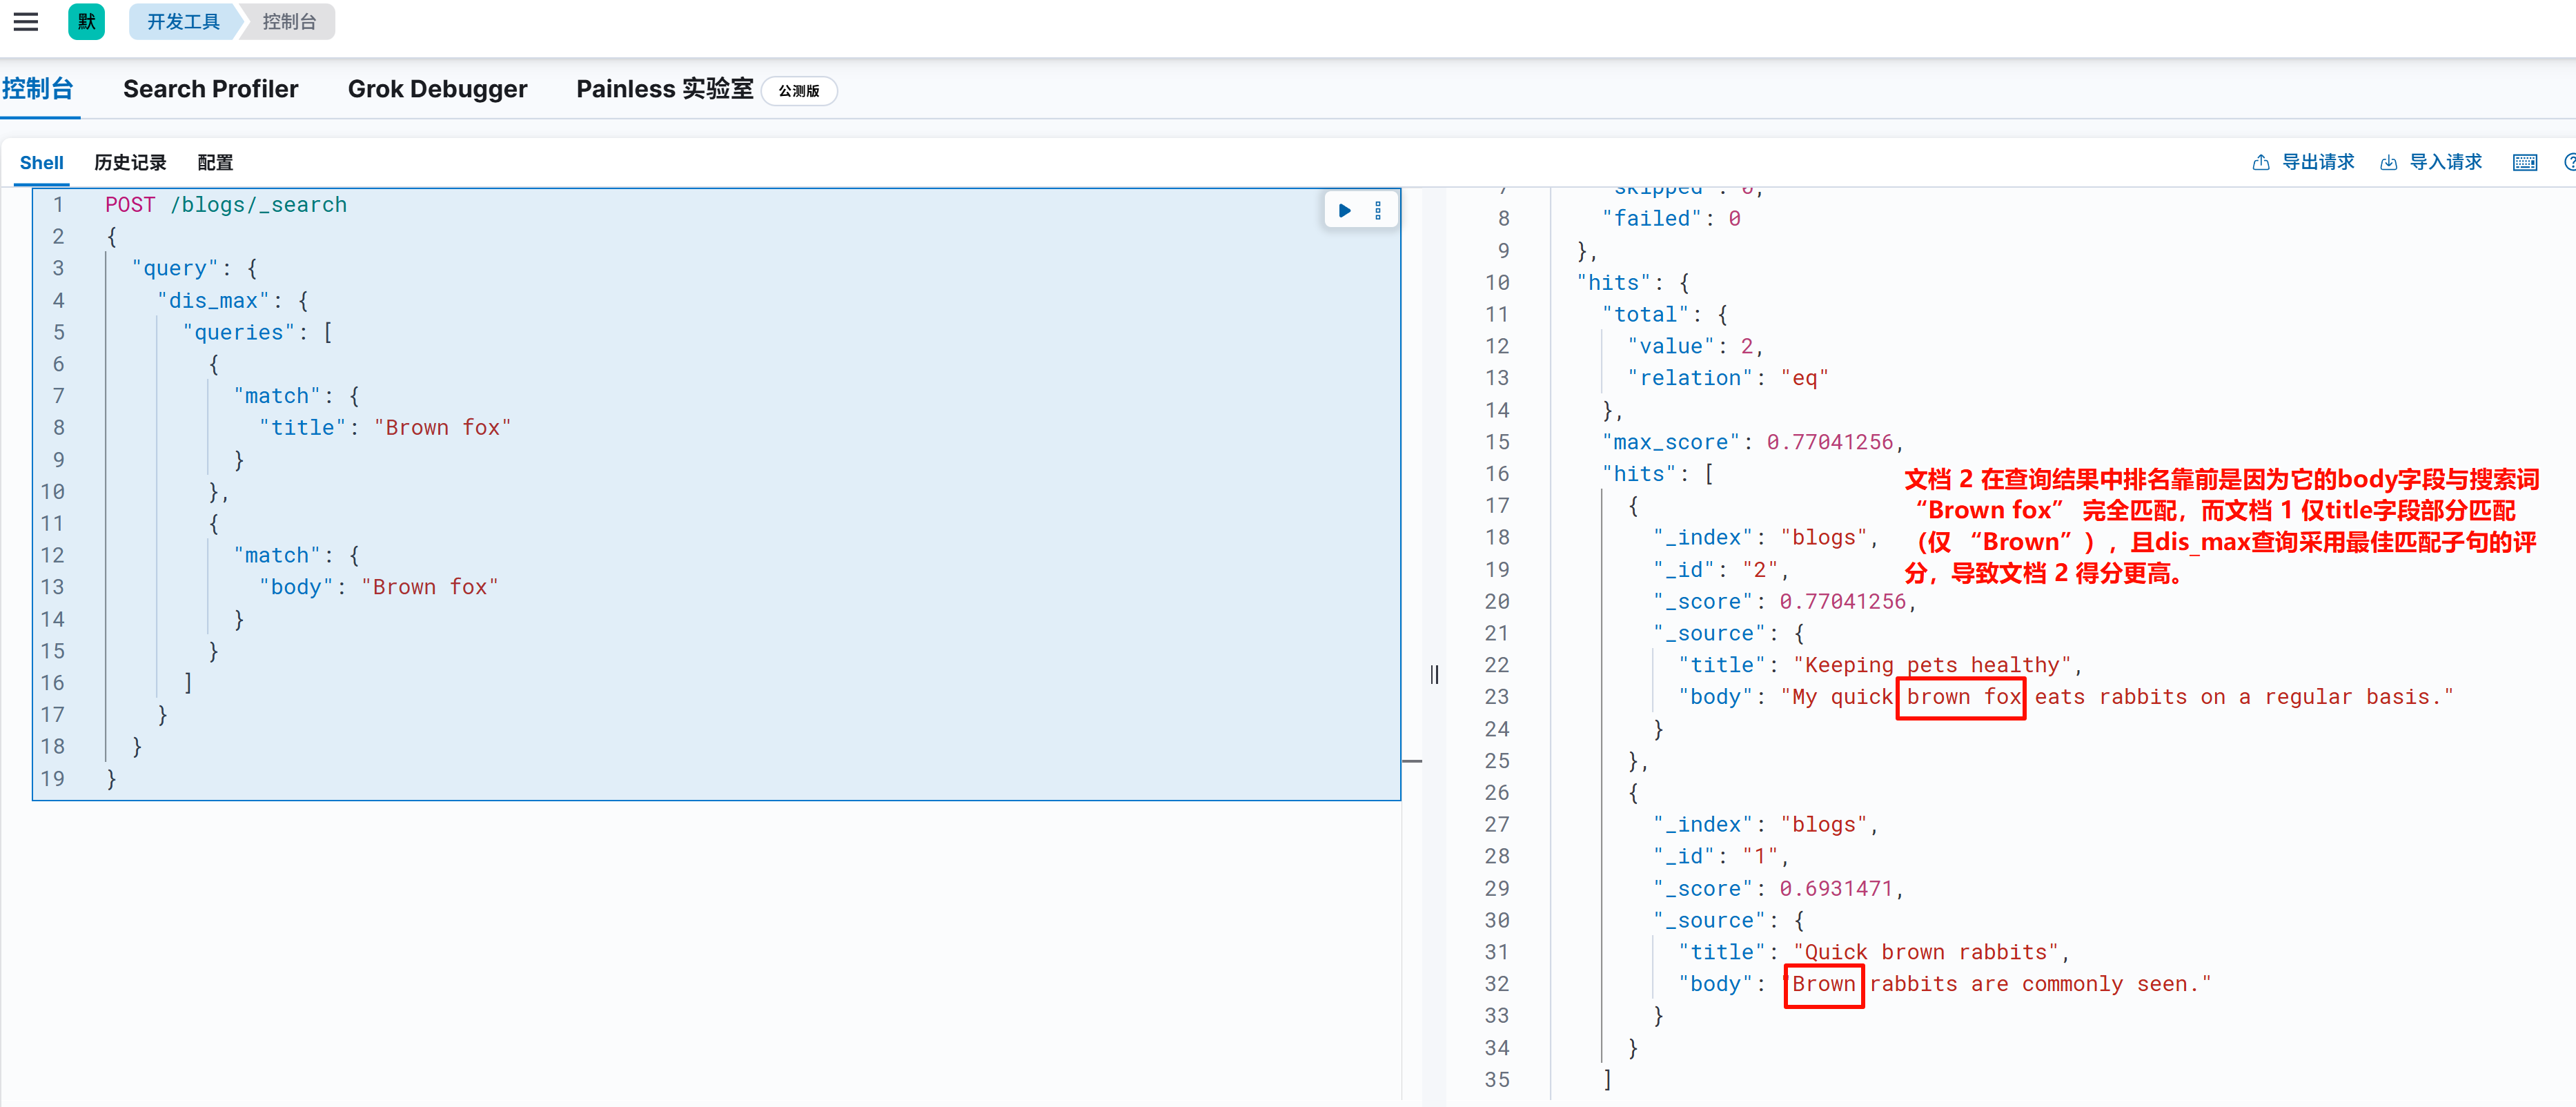 默 开发工具 控制台
控制台 Search Profiler Grok Debugger Painless 实验室 公测版
Shell 历史记录 配置 导出请求 导入请求
1 POST /blogs/_search
2 {
3 "query": {
4 "dis_max": {
5 "queries": [
6 {
7 "match": {
8 "title": "Brown fox"
9 }
10 },
11 {
12 "match": {
13 "body": "Brown fox"
14 }
15 }
16 ]
17 }
18 }
19 }
7 "skipped": 0,
8 "failed": 0
9 },
10 "hits": {
11 "total": {
12 "value": 2,
13 "relation": "eq"
14 },
15 "max_score": 0.77041256,
16 "hits": [
17 {
18 "_index": "blogs",
19 "_id": "2",
20 "_score": 0.77041256,
21 "_source": {
22 "title": "Keeping pets healthy",
23 "body": "My quick brown fox eats rabbits on a regular basis."
24 }
25 },
26 {
27 "_index": "blogs",
28 "_id": "1",
29 "_score": 0.6931471,
30 "_source": {
31 "title": "Quick brown rabbits",
32 "body": "Brown rabbits are commonly seen."
33 }
34 }
35 ]
文档 2 在查询结果中排名靠前是因为它的body字段与搜索词
“Brown fox” 完全匹配，而文档 1 仅title字段部分匹配
（仅 “Brown”），且dis_max查询采用最佳匹配子句的评
分，导致文档 2 得分更高。